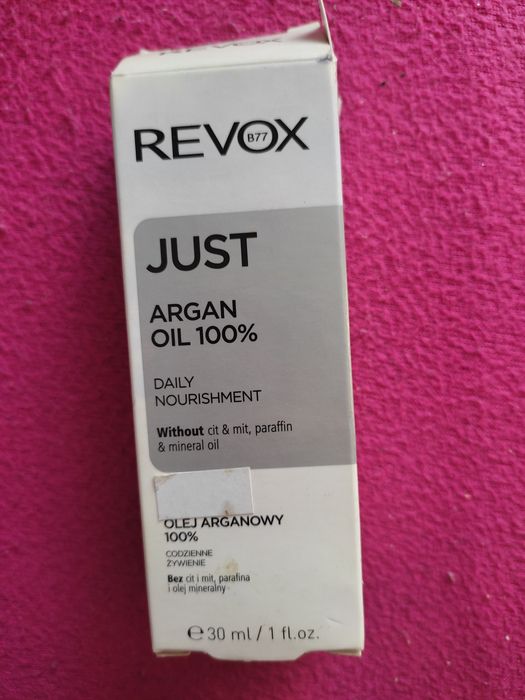 REVOX B77
JUST
ARGAN
OIL 100%
DAILY
NOURISHMENT
Without cit & mit, paraffin
& mineral oil
OLEJ ARGANOWY
100%
CODZIENNE
ŻYWIENIE
Bez cit i mit, parafina
i olej mineralny
℮ 30 ml / 1 fl.oz.